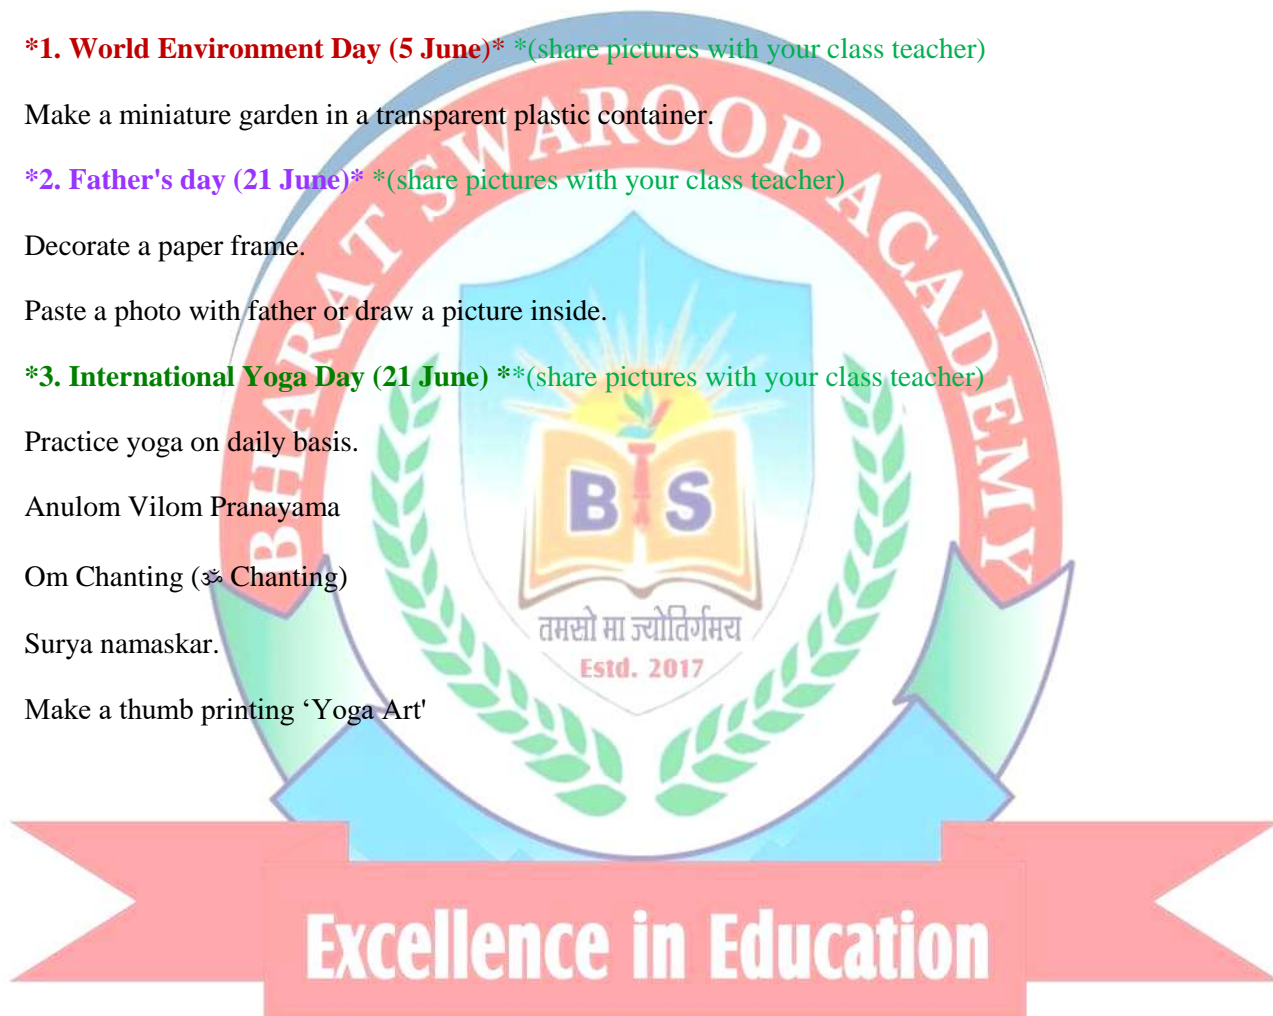 *1. World Environment Day (5 June)* *(share pictures with your class teacher)
Make a miniature garden in a transparent plastic container.
*2. Father's day (21 June)* *(share pictures with your class teacher)
Decorate a paper frame.
Paste a photo with father or draw a picture inside.
*3. International Yoga Day (21 June) **(share pictures with your class teacher)
Practice yoga on daily basis.
Anulom Vilom Pranayama
Om Chanting (ॐ Chanting)
Surya namaskar.
Make a thumb printing ‘Yoga Art'
BHARAT SWAROOP ACADEMY
B S
तमसो मा ज्योतिर्गमय
Estd. 2017
Excellence in Education